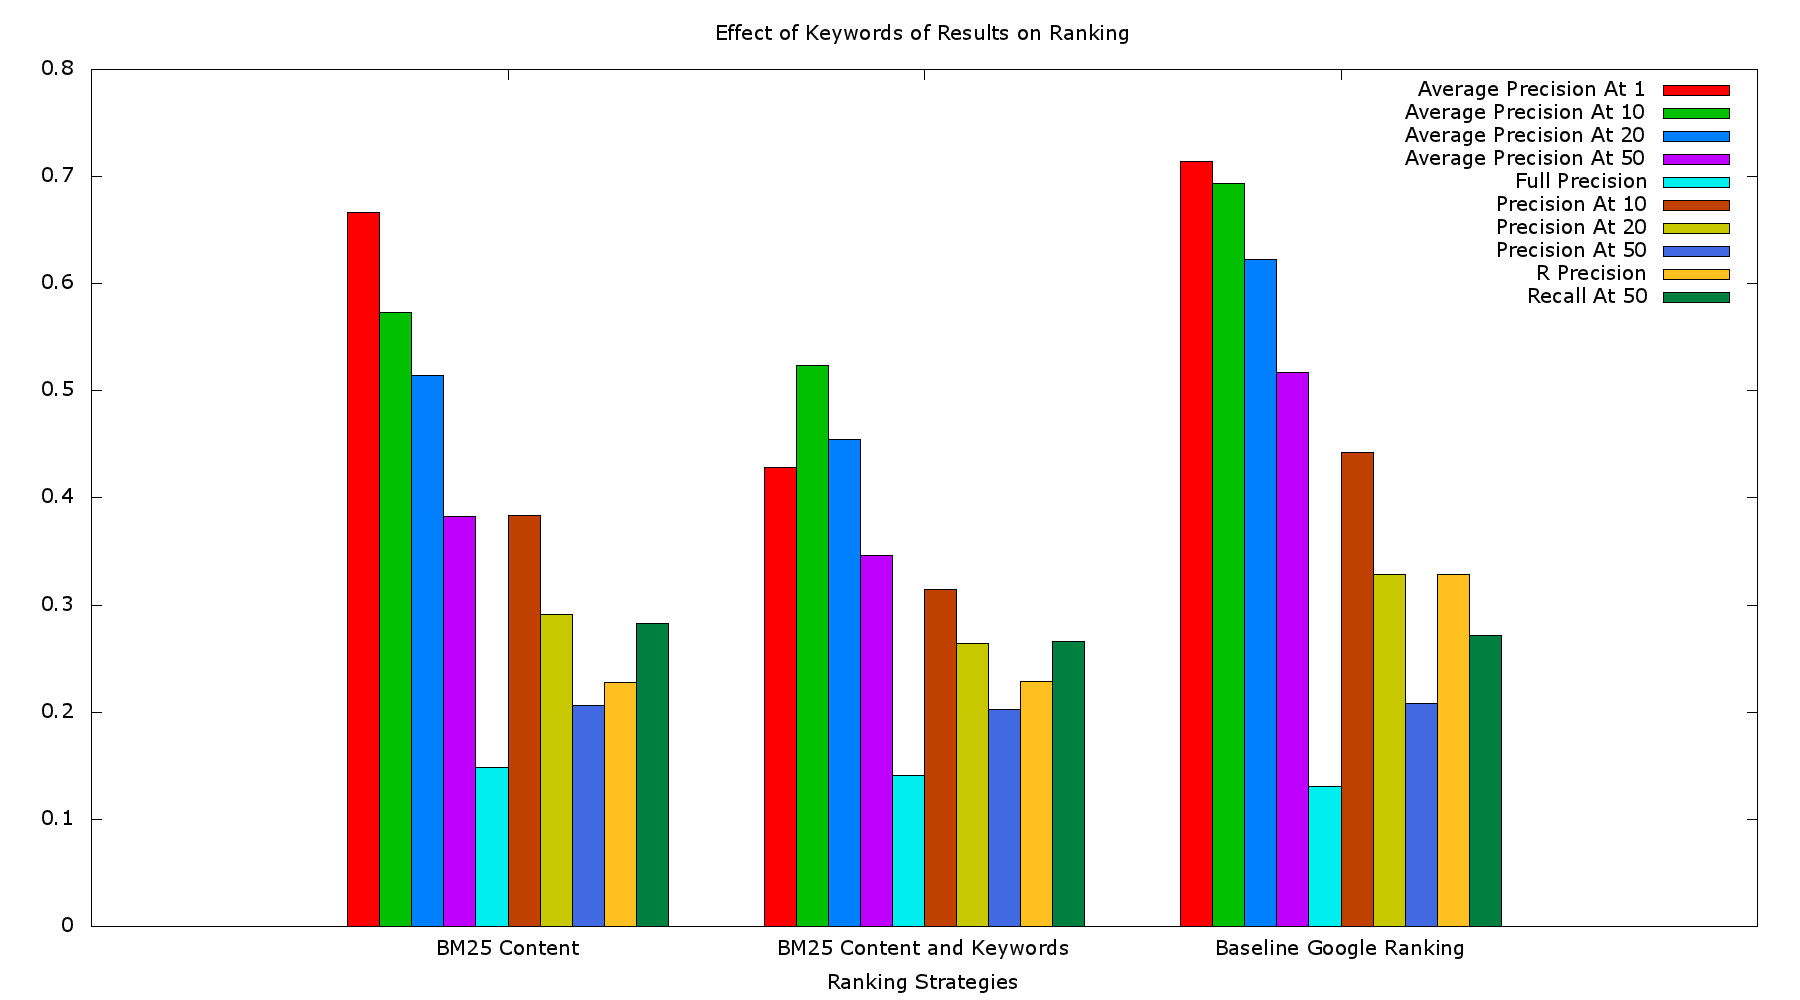 Effect of Keywords of Results on Ranking
0.8
0.7
0.6
0.5
0.4
0.3
0.2
0.1
0
Average Precision At 1
Average Precision At 10
Average Precision At 20
Average Precision At 50
Full Precision
Precision At 10
Precision At 20
Precision At 50
R Precision
Recall At 50
BM25 Content
BM25 Content and Keywords
Baseline Google Ranking
Ranking Strategies